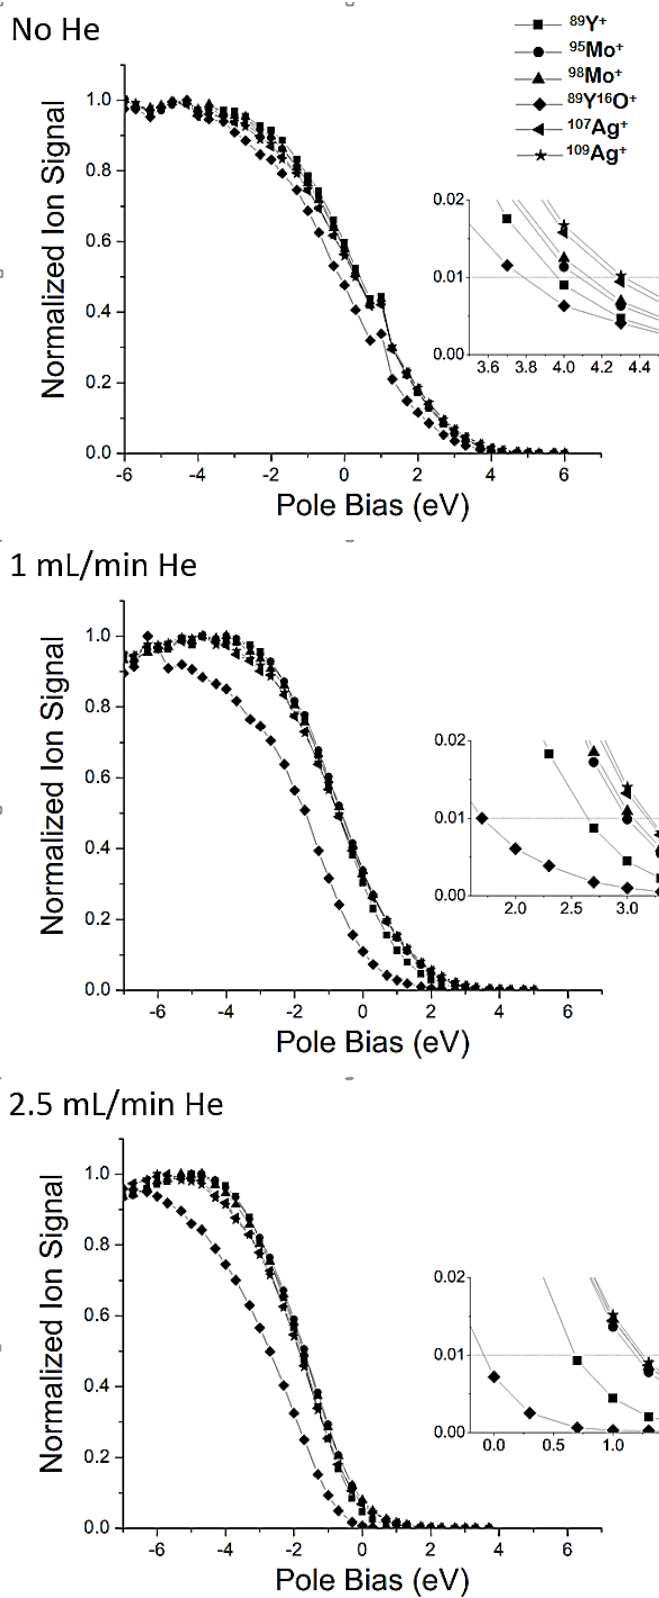 No He
⁸⁹Y⁺
⁹⁵Mo⁺
⁹⁸Mo⁺
⁸⁹Y¹⁶O⁺
¹⁰⁷Ag⁺
¹⁰⁹Ag⁺
Normalized Ion Signal
1.0
0.8
0.6
0.4
0.2
0.0
-6 -4 -2 0 2 4 6
Pole Bias (eV)
0.02
0.01
0.00
3.6 3.8 4.0 4.2 4.4
1 mL/min He
Normalized Ion Signal
1.0
0.8
0.6
0.4
0.2
0.0
-6 -4 -2 0 2 4 6
Pole Bias (eV)
0.02
0.01
0.00
2.0 2.5 3.0
2.5 mL/min He
Normalized Ion Signal
1.0
0.8
0.6
0.4
0.2
0.0
-6 -4 -2 0 2 4 6
Pole Bias (eV)
0.02
0.01
0.00
0.0 0.5 1.0